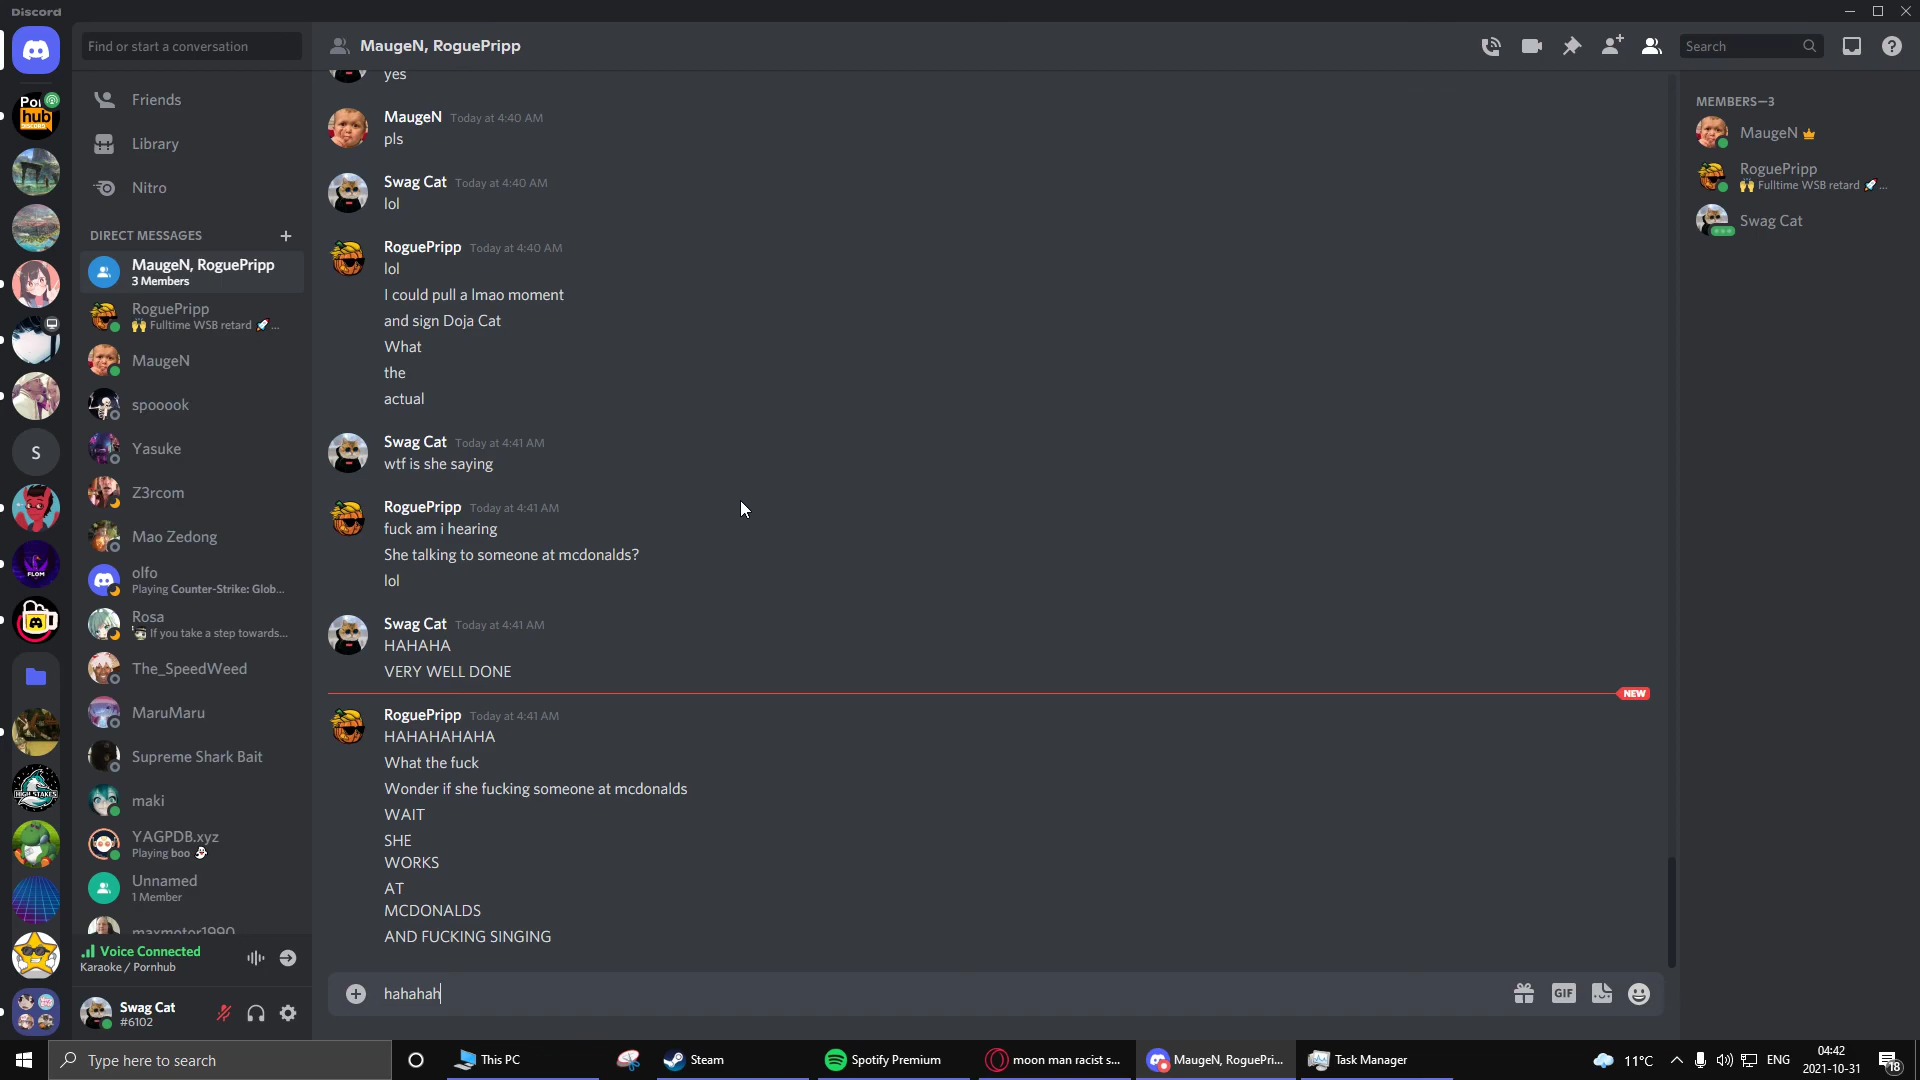 Discord
Find or start a conversation
Friends
Library
Nitro
DIRECT MESSAGES
MaugeN, RoguePripp
3 Members
RoguePripp
🙌 Fulltime WSB retard 🚀...
MaugeN
spooook
Yasuke
Z3rcom
Mao Zedong
olfo
Playing Counter-Strike: Glob...
Rosa
If you take a step towards...
The_SpeedWeed
MaruMaru
Supreme Shark Bait
maki
YAGPDB.xyz
Playing boo 👻
Unnamed
1 Member
maxmotor1990
Voice Connected
Karaoke / Pornhub
Swag Cat
#6102
hub
DISCORD
S
FLOM
HIGH STAKES
MaugeN, RoguePripp
Search
yes
MaugeN Today at 4:40 AM
pls
Swag Cat Today at 4:40 AM
lol
RoguePripp Today at 4:40 AM
lol
I could pull a lmao moment
and sign Doja Cat
What
the
actual
Swag Cat Today at 4:41 AM
wtf is she saying
RoguePripp Today at 4:41 AM
fuck am i hearing
She talking to someone at mcdonalds?
lol
Swag Cat Today at 4:41 AM
HAHAHA
VERY WELL DONE
NEW
RoguePripp Today at 4:41 AM
HAHAHAHAHA
What the fuck
Wonder if she fucking someone at mcdonalds
WAIT
SHE
WORKS
AT
MCDONALDS
AND FUCKING SINGING
hahahah
GIF
MEMBERS—3
MaugeN
RoguePripp
🙌 Fulltime WSB retard 🚀...
Swag Cat
Type here to search
This PC
Steam
Spotify Premium
moon man racist s...
MaugeN, RoguePri...
Task Manager
11°C
ENG
04:42
2021-10-31
18